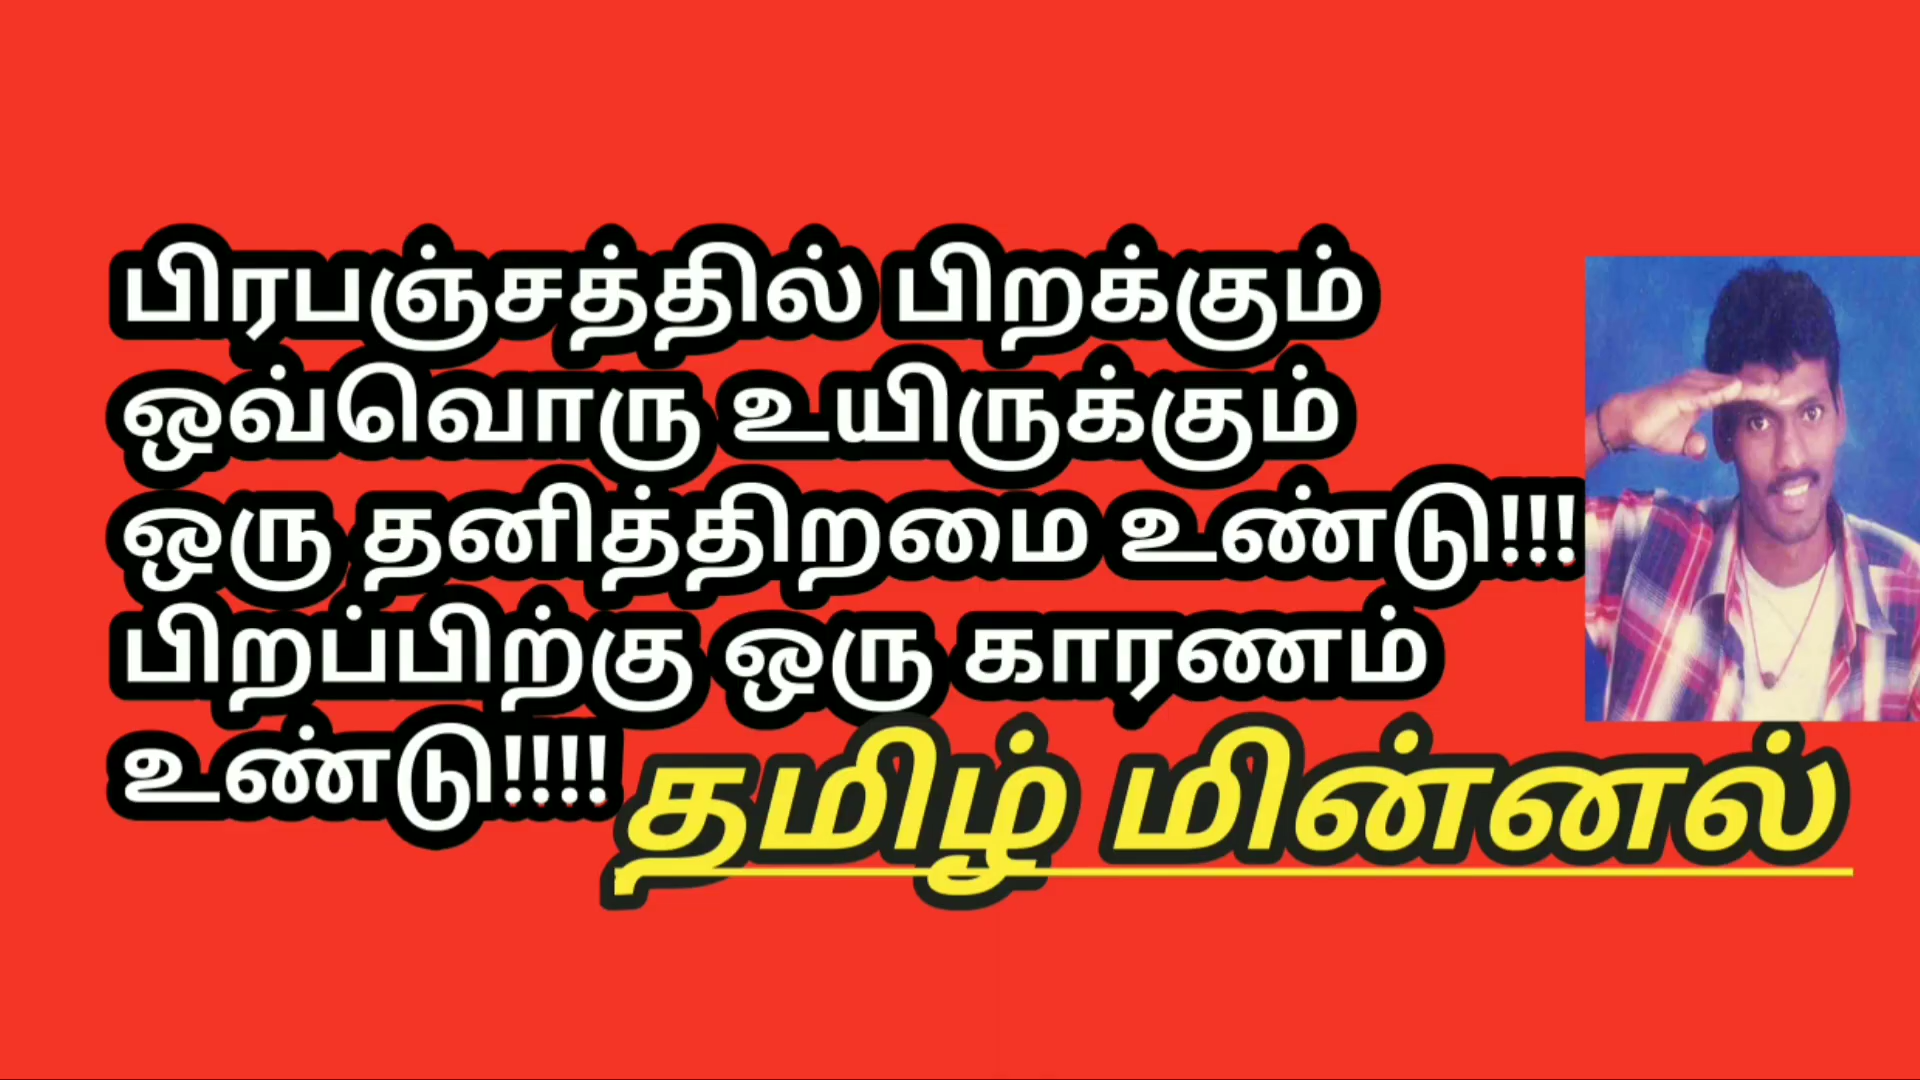 பிரபஞ்சத்தில் பிறக்கும்
ஒவ்வொரு உயிருக்கும்
ஒரு தனித்திறமை உண்டு!!!
பிறப்பிற்கு ஒரு காரணம்
உண்டு!!!!
தமிழ் மின்னல்